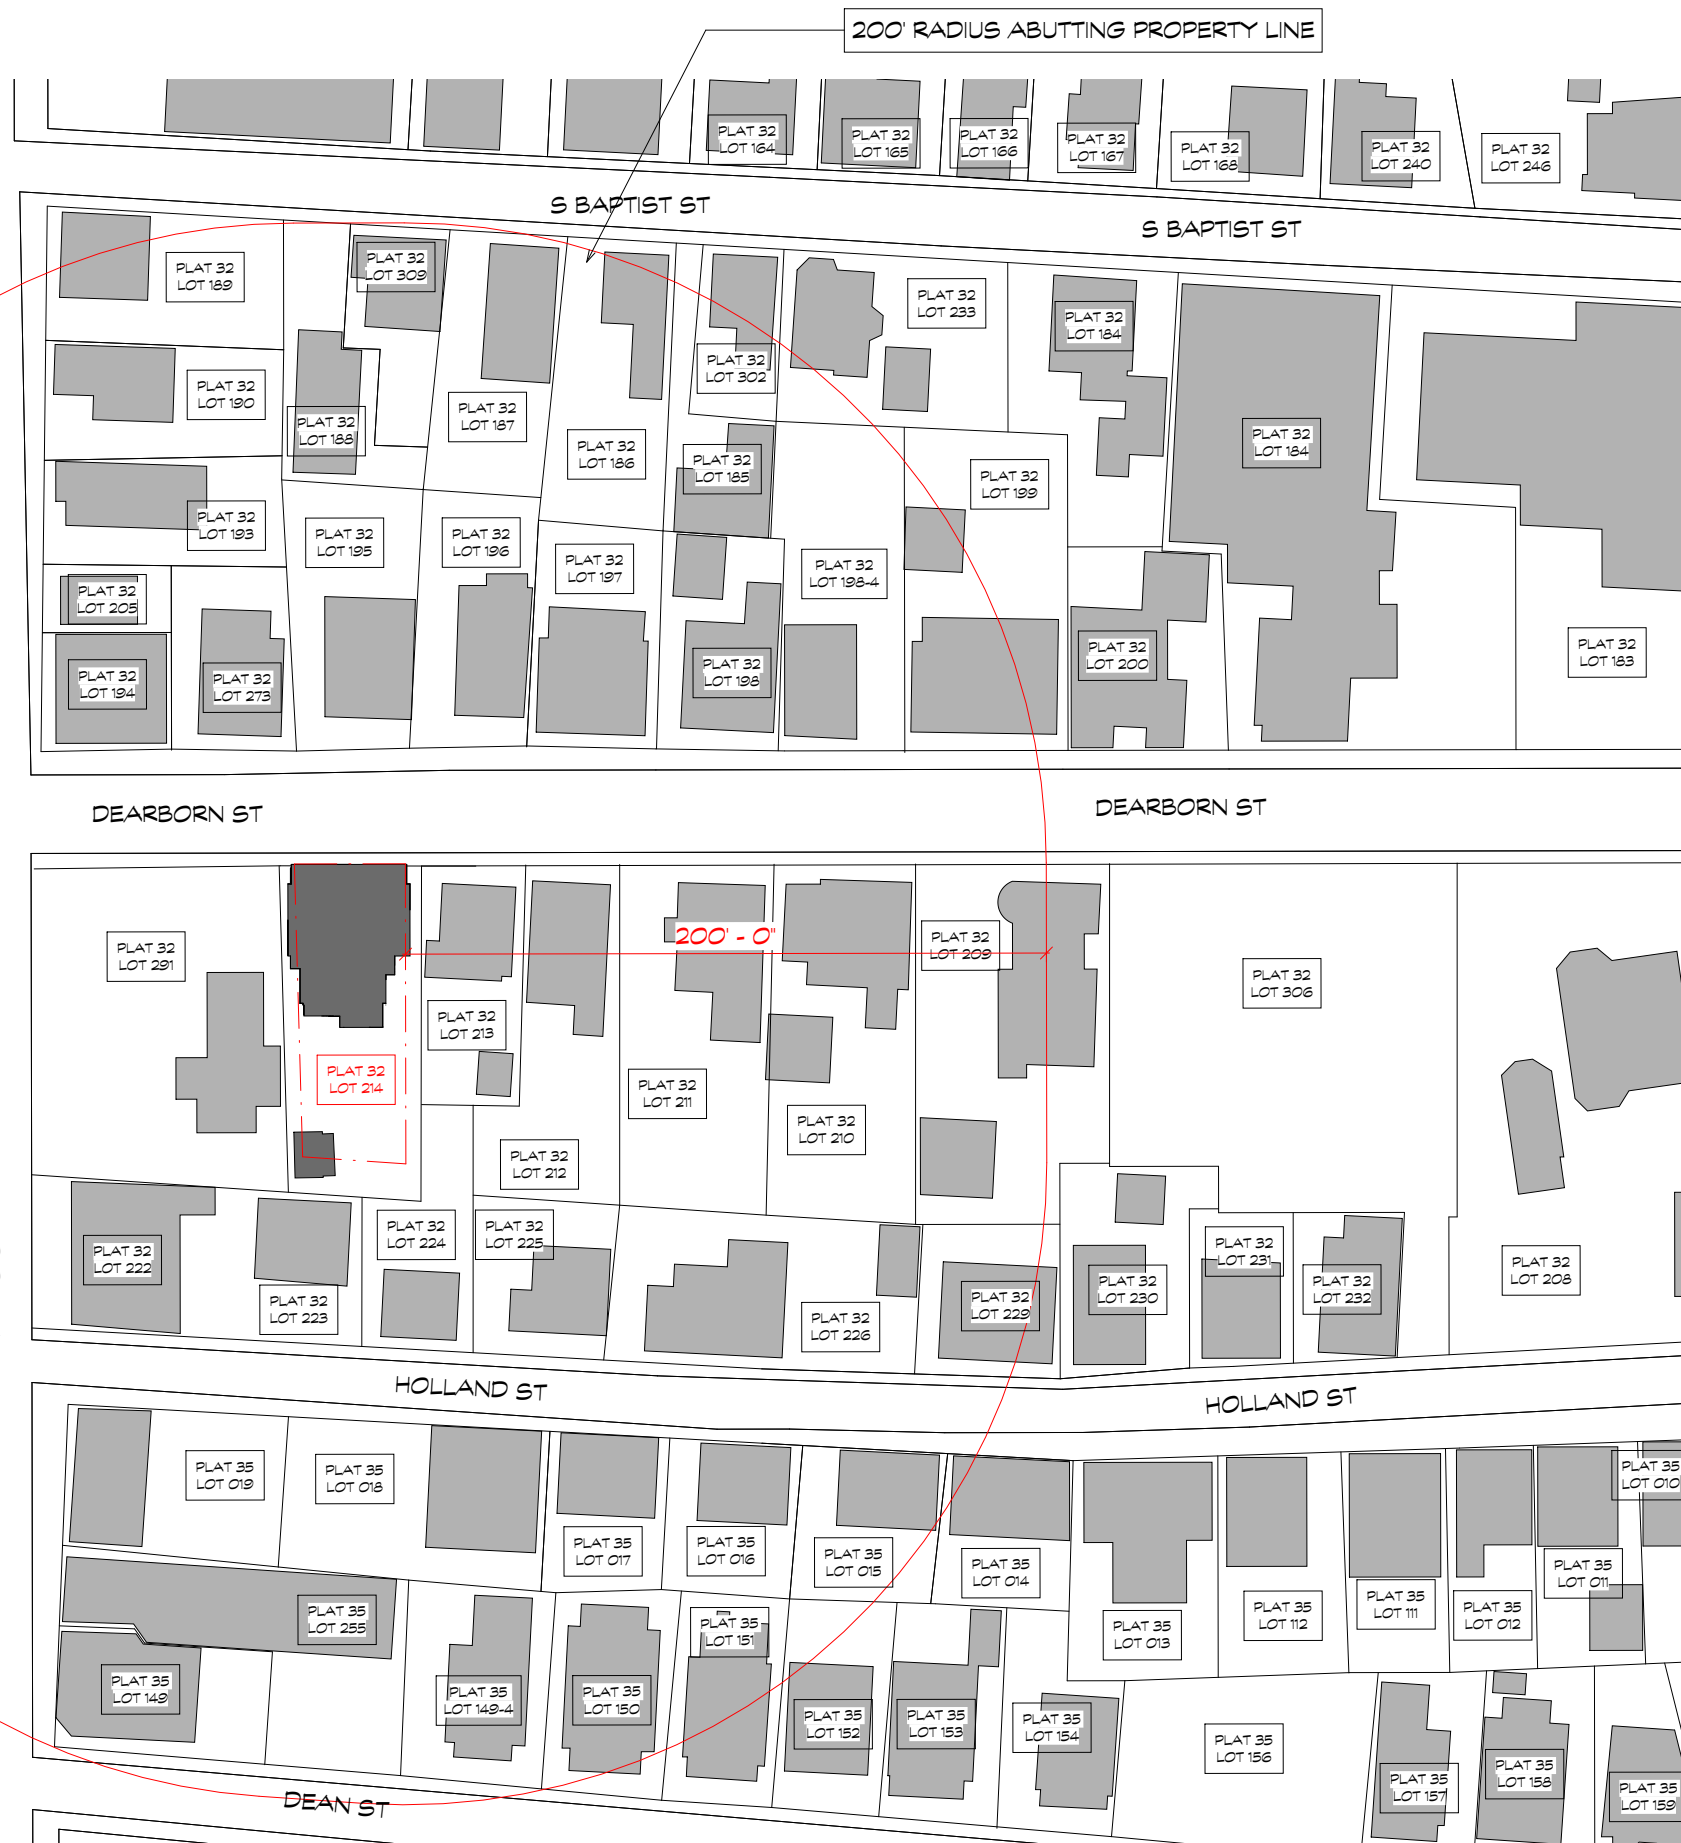 200' RADIUS ABUTTING PROPERTY LINE
PLAT 32
LOT 164
PLAT 32
LOT 165
PLAT 32
LOT 166
PLAT 32
LOT 167
PLAT 32
LOT 168
PLAT 32
LOT 240
PLAT 32
LOT 246
S BAPTIST ST
S BAPTIST ST
PLAT 32
LOT 189
PLAT 32
LOT 309
PLAT 32
LOT 233
PLAT 32
LOT 184
PLAT 32
LOT 190
PLAT 32
LOT 188
PLAT 32
LOT 187
PLAT 32
LOT 186
PLAT 32
LOT 302
PLAT 32
LOT 185
PLAT 32
LOT 199
PLAT 32
LOT 184
PLAT 32
LOT 193
PLAT 32
LOT 195
PLAT 32
LOT 196
PLAT 32
LOT 197
PLAT 32
LOT 198-4
PLAT 32
LOT 205
PLAT 32
LOT 194
PLAT 32
LOT 273
PLAT 32
LOT 198
PLAT 32
LOT 200
PLAT 32
LOT 183
DEARBORN ST
DEARBORN ST
PLAT 32
LOT 291
200' - 0"
PLAT 32
LOT 209
PLAT 32
LOT 306
PLAT 32
LOT 213
PLAT 32
LOT 214
PLAT 32
LOT 211
PLAT 32
LOT 210
PLAT 32
LOT 212
PLAT 32
LOT 222
PLAT 32
LOT 223
PLAT 32
LOT 224
PLAT 32
LOT 225
PLAT 32
LOT 226
PLAT 32
LOT 229
PLAT 32
LOT 230
PLAT 32
LOT 231
PLAT 32
LOT 232
PLAT 32
LOT 208
HOLLAND ST
HOLLAND ST
PLAT 35
LOT 019
PLAT 35
LOT 018
PLAT 35
LOT 017
PLAT 35
LOT 016
PLAT 35
LOT 015
PLAT 35
LOT 014
PLAT 35
LOT 013
PLAT 35
LOT 112
PLAT 35
LOT 111
PLAT 35
LOT 012
PLAT 35
LOT 011
PLAT 35
LOT 010
PLAT 35
LOT 255
PLAT 35
LOT 149
PLAT 35
LOT 149-4
PLAT 35
LOT 150
PLAT 35
LOT 151
PLAT 35
LOT 152
PLAT 35
LOT 153
PLAT 35
LOT 154
PLAT 35
LOT 156
PLAT 35
LOT 157
PLAT 35
LOT 158
PLAT 35
LOT 159
DEAN ST